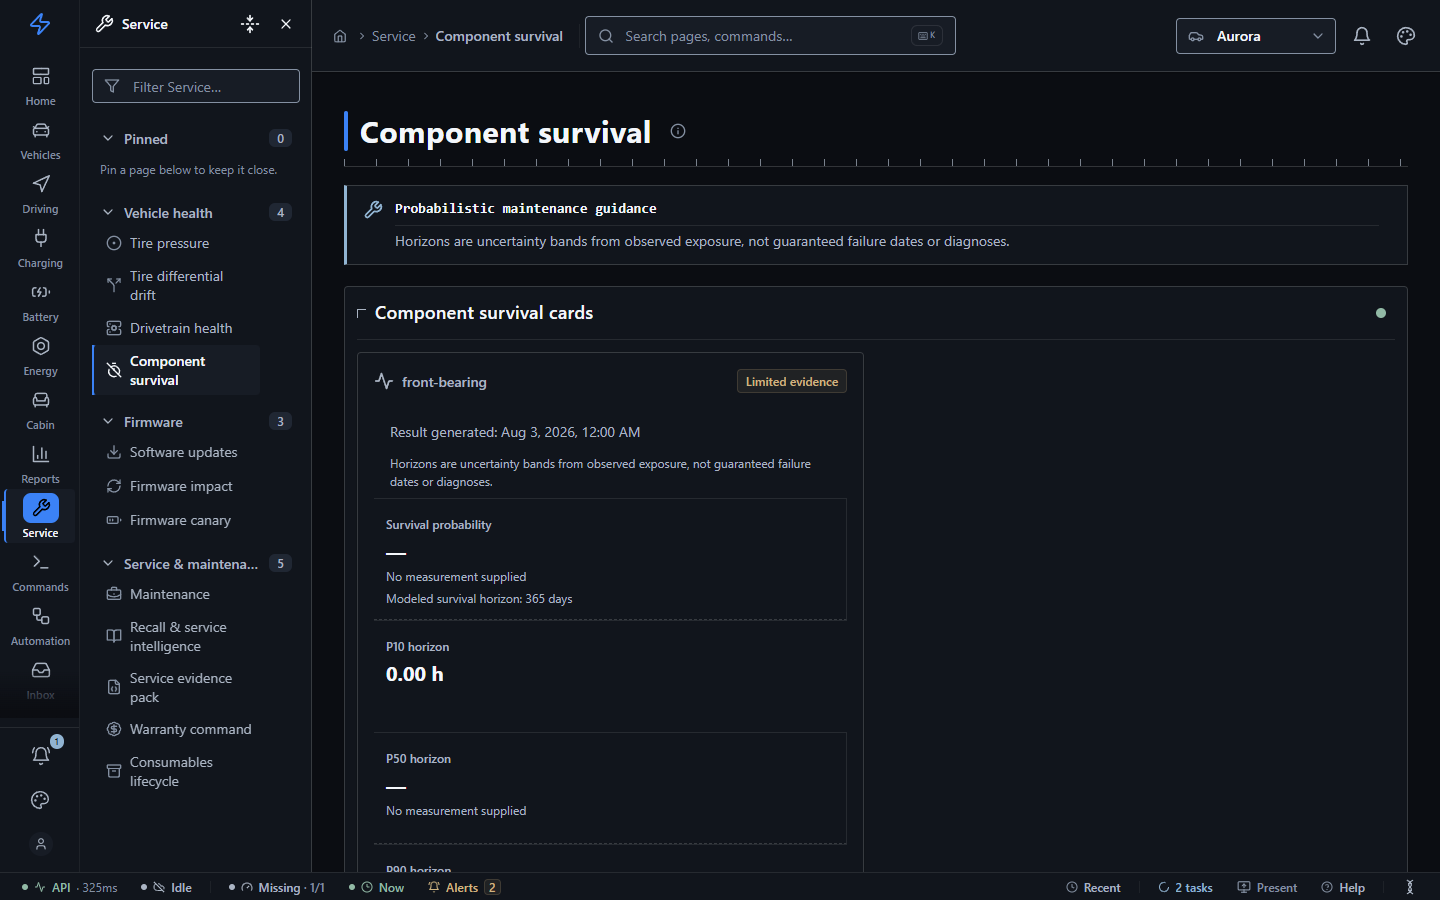 Service
Service
Component survival
Search pages, commands...
K
Aurora
Filter Service...
Home
Vehicles
Driving
Charging
Battery
Energy
Cabin
Reports
Service
Commands
Automation
Inbox
1
Pinned
0
Pin a page below to keep it close.
Vehicle health
4
Tire pressure
Tire differential
drift
Drivetrain health
Component
survival
Firmware
3
Software updates
Firmware impact
Firmware canary
Service & maintena...
5
Maintenance
Recall & service
intelligence
Service evidence
pack
Warranty command
Consumables
lifecycle
Component survival
Probabilistic maintenance guidance
Horizons are uncertainty bands from observed exposure, not guaranteed failure dates or diagnoses.
Component survival cards
front-bearing
Limited evidence
Result generated: Aug 3, 2026, 12:00 AM
Horizons are uncertainty bands from observed exposure, not guaranteed failure
dates or diagnoses.
Survival probability
—
No measurement supplied
Modeled survival horizon: 365 days
P10 horizon
0.00 h
P50 horizon
—
No measurement supplied
P90 horizon
API · 325ms
Idle
Missing · 1/1
Now
Alerts 2
Recent
2 tasks
Present
Help